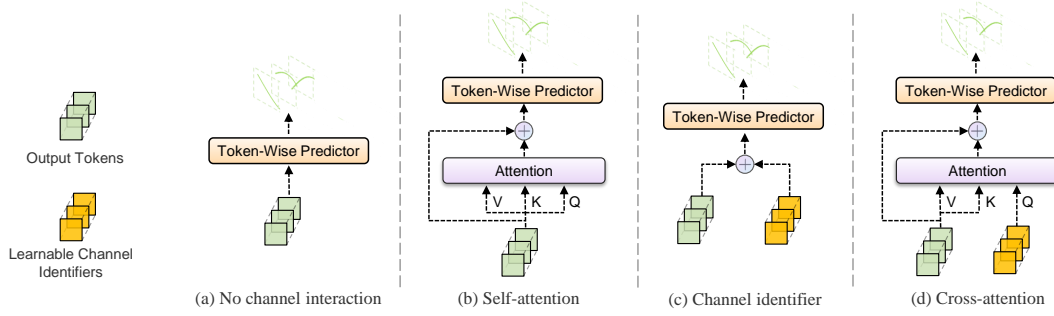 Output Tokens
Learnable Channel
Identifiers
Token-Wise Predictor
(a) No channel interaction
Token-Wise Predictor
Attention
V K Q
(b) Self-attention
Token-Wise Predictor
(c) Channel identifier
Token-Wise Predictor
Attention
V K Q
(d) Cross-attention